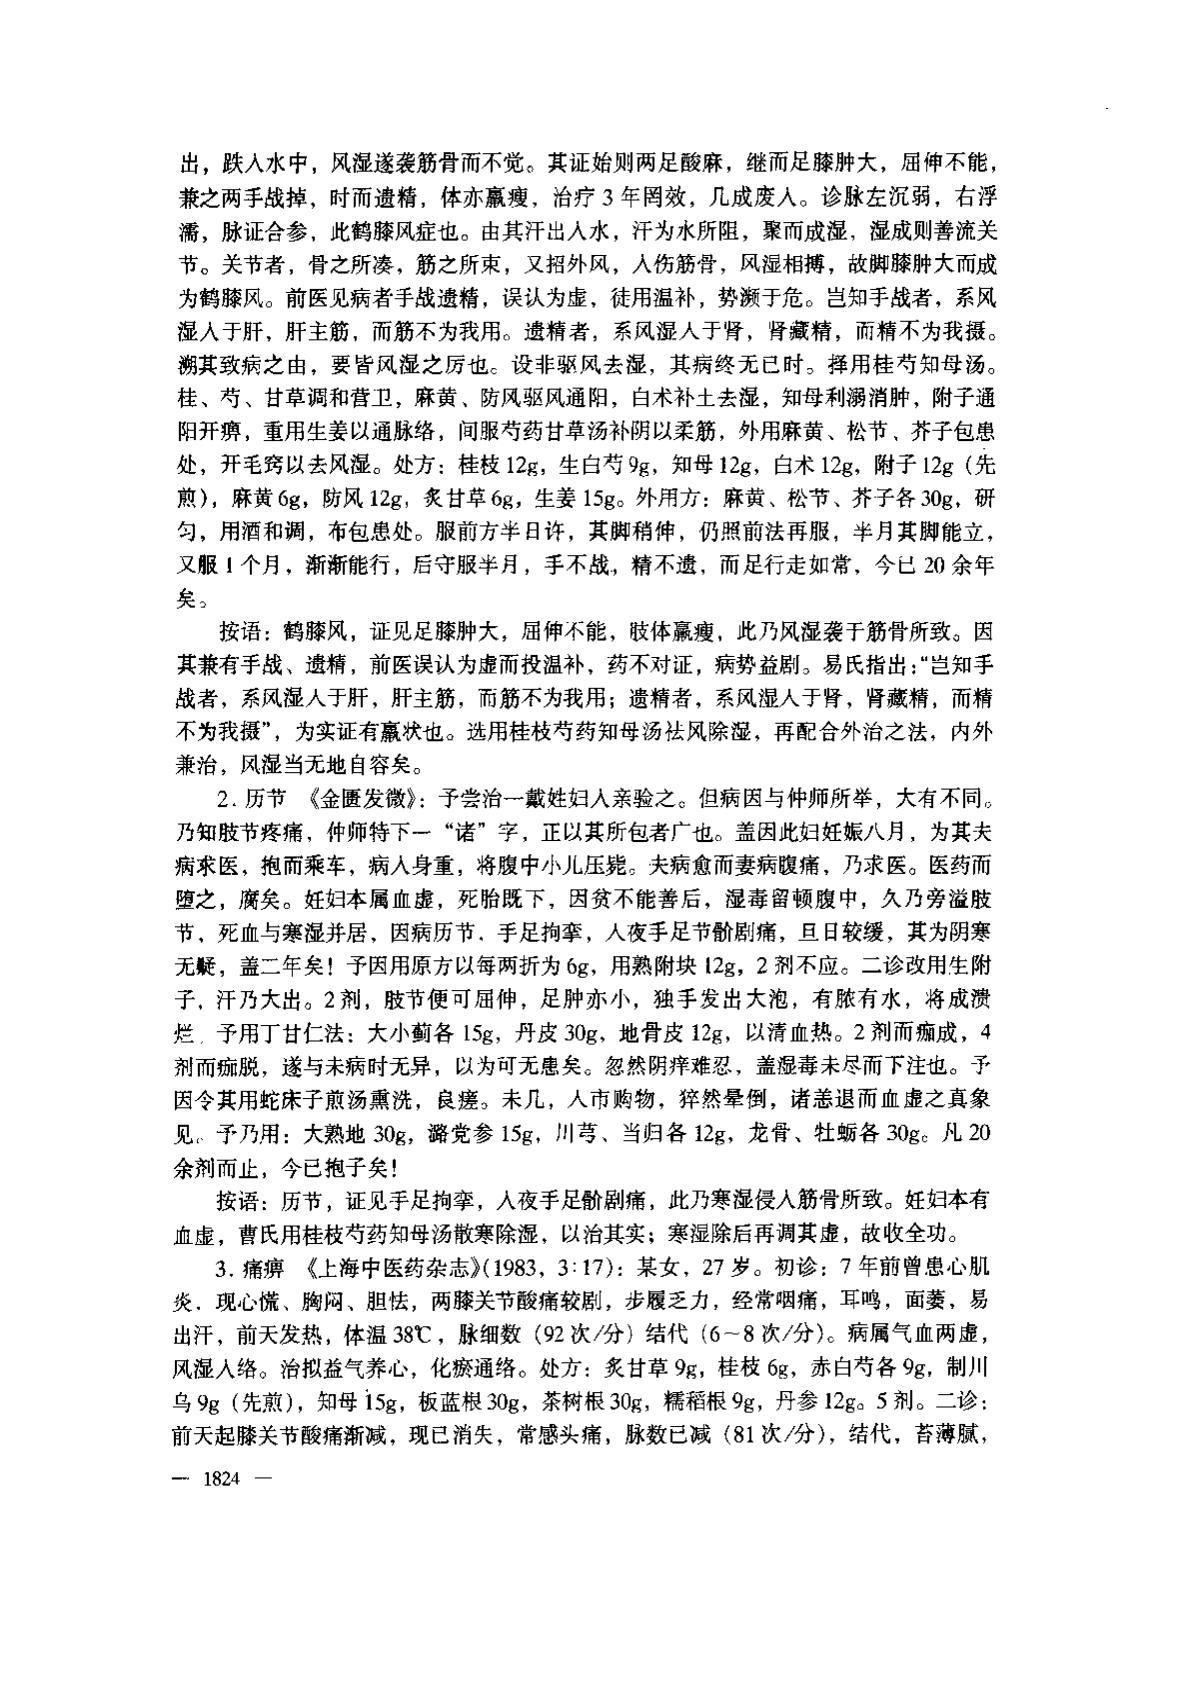 出，跌入水中，风湿遂袭筋骨而不觉。其证始则两足酸麻，继而足膝肿大，屈伸不能，
兼之两手战掉，时而遗精，体亦羸瘦，治疗 3 年罔效，几成废人。诊脉左沉弱，右浮
濡，脉证合参，此鹤膝风症也。由其汗出入水，汗为水所阻，聚而成湿，湿成则善流关
节。关节者，骨之所凑，筋之所束，又招外风，入伤筋骨，风湿相搏，故脚膝肿大而成
为鹤膝风。前医见病者手战遗精，误认为虚，徒用温补，势濒于危。岂知手战者，系风
湿入于肝，肝主筋，而筋不为我用。遗精者，系风湿入于肾，肾藏精，而精不为我摄。
溯其致病之由，要皆风湿之厉也。设非驱风去湿，其病终无已时。择用桂芍知母汤。
桂、芍、甘草调和营卫，麻黄、防风驱风通阳，白术补土去湿，知母利溺消肿，附子通
阳开痹，重用生姜以通脉络，间服芍药甘草汤补阴以柔筋，外用麻黄、松节、芥子包患
处，开毛窍以去风湿。处方：桂枝 12g，生白芍 9g，知母 12g，白术 12g，附子 12g（先
煎），麻黄 6g，防风 12g，炙甘草 6g，生姜 15g。外用方：麻黄、松节、芥子各 30g，研
匀，用酒和调，布包患处。服前方半日许，其脚稍伸，仍照前法再服，半月其脚能立，
又服 1 个月，渐渐能行，后守服半月，手不战，精不遗，而足行走如常，今已 20 余年
矣。
按语：鹤膝风，证见足膝肿大，屈伸不能，肢体羸瘦，此乃风湿袭于筋骨所致。因
其兼有手战、遗精，前医误认为虚而投温补，药不对证，病势益剧。易氏指出：“岂知手
战者，系风湿入于肝，肝主筋，而筋不为我用；遗精者，系风湿入于肾，肾藏精，而精
不为我摄”，为实证有羸状也。选用桂枝芍药知母汤祛风除湿，再配合外治之法，内外
兼治，风湿当无地自容矣。
2. 历节 《金匮发微》：予尝治一戴姓妇人亲验之。但病因与仲师所举，大有不同。
乃知肢节疼痛，仲师特下一“诸”字，正以其所包者广也。盖因此妇妊娠八月，为其夫
病求医，抱而乘车，病人身重，将腹中小儿压毙。夫病愈而妻病腹痛，乃求医。医药而
堕之，腐矣。妊妇本属血虚，死胎既下，因贫不能善后，湿毒留顿腹中，久乃旁溢肢
节，死血与寒湿并居，因病历节．手足拘挛，入夜手足节骱剧痛，旦日较缓，其为阴寒
无疑，盖二年矣！予因用原方以每两折为 6g，用熟附块 12g，2 剂不应。二诊改用生附
子，汗乃大出。2 剂，肢节便可屈伸，足肿亦小，独手发出大泡，有脓有水，将成溃
烂．予用丁甘仁法：大小蓟各 15g，丹皮 30g，地骨皮 12g，以清血热。2 剂而痂成，4
剂而痂脱，遂与未病时无异，以为可无患矣。忽然阴痒难忍，盖湿毒未尽而下注也。予
因令其用蛇床子煎汤熏洗，良瘥。未几，入市购物，猝然晕倒，诸恙退而血虚之真象
见。予乃用：大熟地 30g，潞党参 15g，川芎、当归各 12g，龙骨、牡蛎各 30g。凡 20
余剂而止，今已抱子矣！
按语：历节，证见手足拘挛，入夜手足骱剧痛，此乃寒湿侵入筋骨所致。妊妇本有
血虚，曹氏用桂枝芍药知母汤散寒除湿，以治其实；寒湿除后再调其虚，故收全功。
3. 痛痹 《上海中医药杂志》（1983，3:17）：某女，27 岁。初诊：7 年前曾患心肌
炎．现心慌、胸闷、胆怯，两膝关节酸痛较剧，步履乏力，经常咽痛，耳鸣，面萎，易
出汗，前天发热，体温 38℃，脉细数（92 次/分）结代（6～8 次/分）。病属气血两虚，
风湿入络。治拟益气养心，化瘀通络。处方：炙甘草 9g，桂枝 6g，赤白芍各 9g，制川
乌 9g（先煎），知母 15g，板蓝根 30g，茶树根 30g，糯稻根 9g，丹参 12g。5 剂。二诊：
前天起膝关节酸痛渐减，现已消失，常感头痛，脉数已减（81 次/分），结代，苔薄腻，
— 1824 —